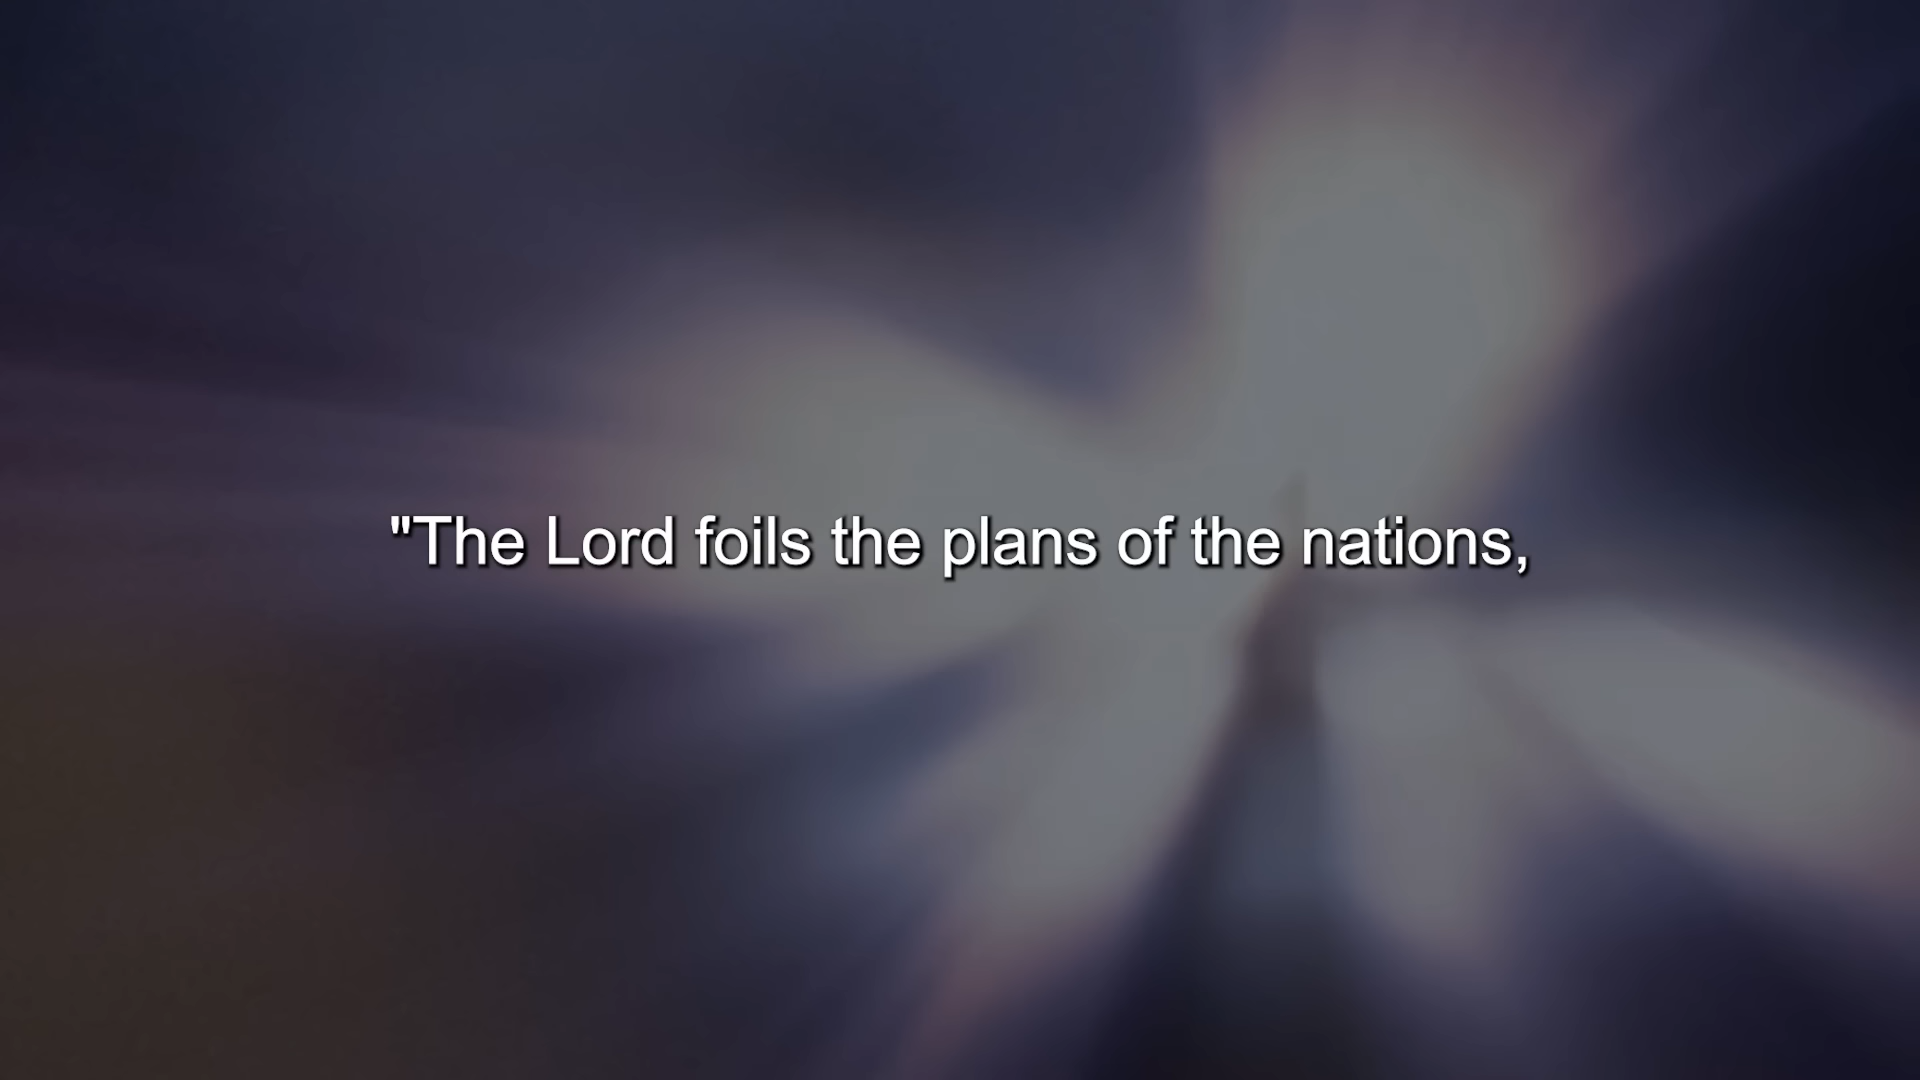 "The Lord foils the plans of the nations,